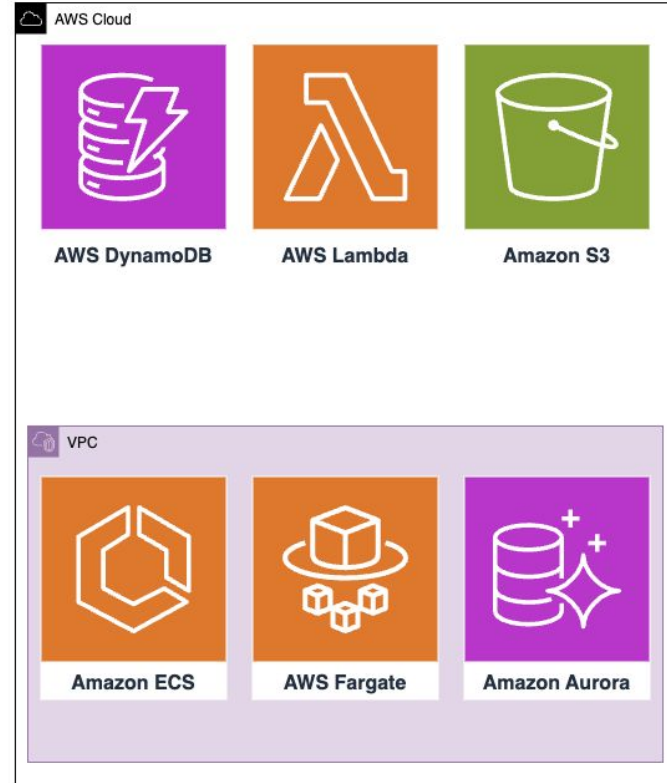 AWS Cloud
AWS DynamoDB AWS Lambda Amazon S3
VPC
Amazon ECS AWS Fargate Amazon Aurora